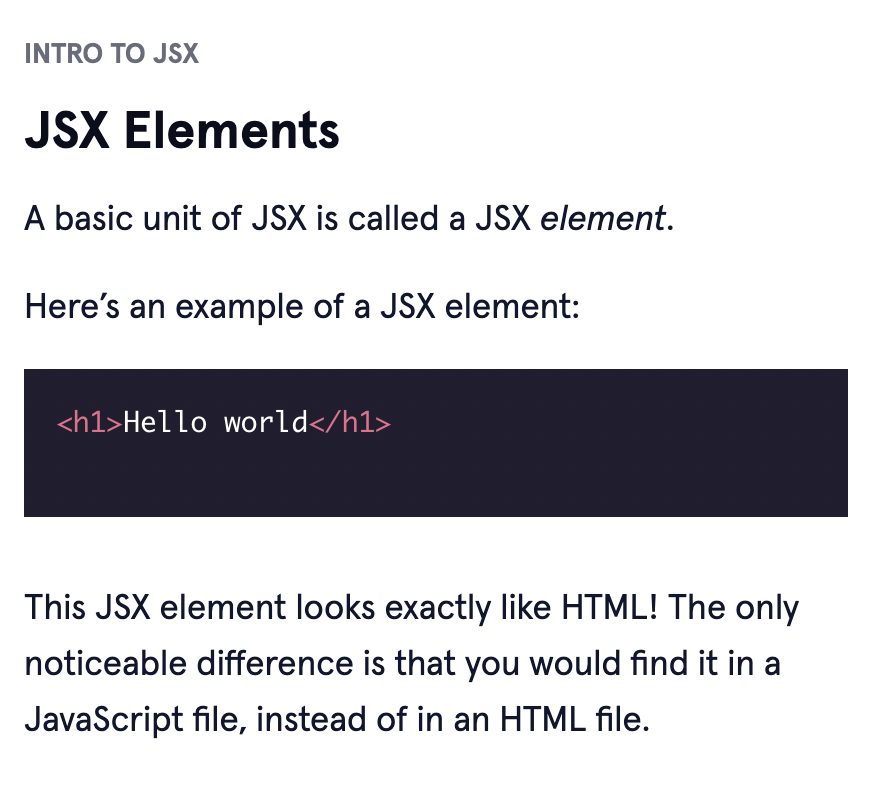 INTRO TO JSX
JSX Elements
A basic unit of JSX is called a JSX element.
Here’s an example of a JSX element:
<h1>Hello world</h1>
This JSX element looks exactly like HTML! The only
noticeable difference is that you would find it in a
JavaScript file, instead of in an HTML file.